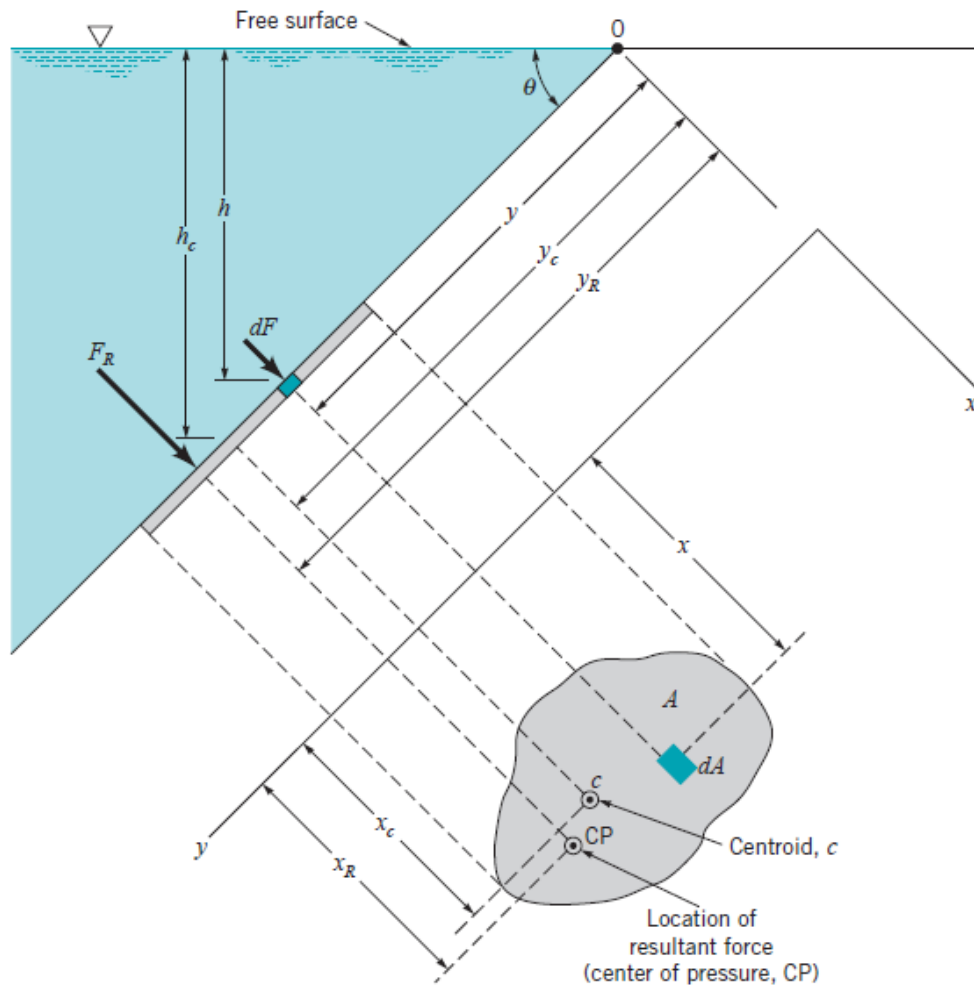 Free surface
0
θ
y
h
y_c
h_c
y_R
dF
F_R
x
x
A
dA
c
x_c
CP
y
x_R
Centroid, c
Location of
resultant force
(center of pressure, CP)